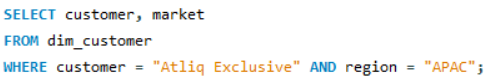 SELECT customer, market
FROM dim_customer
WHERE customer = "Atliq Exclusive" AND region = "APAC";